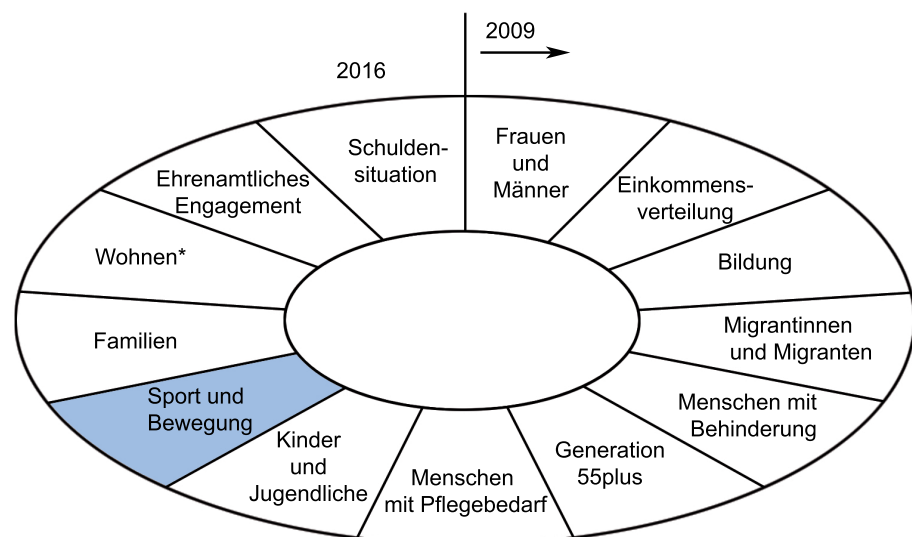 2009
2016
Frauen
und
Männer
Einkommens-
verteilung
Bildung
Migrantinnen
und Migranten
Menschen mit
Behinderung
Generation
55plus
Menschen
mit Pflegebedarf
Kinder
und
Jugendliche
Sport und
Bewegung
Familien
Wohnen*
Ehrenamtliches
Engagement
Schulden-
situation